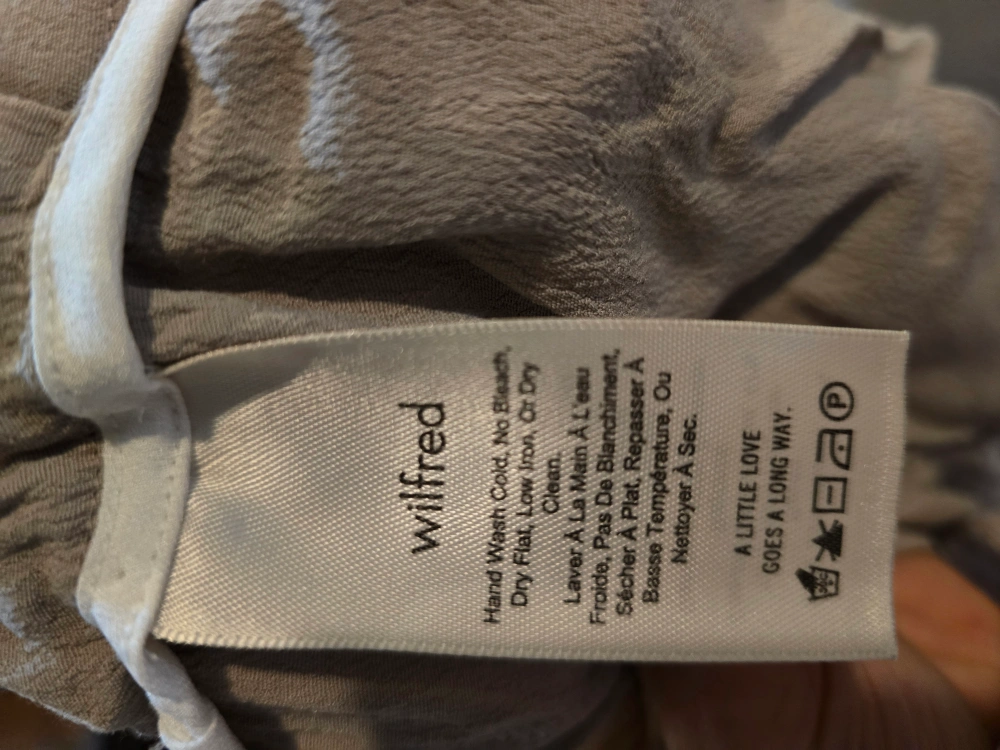 wilfred
Hand Wash Cold, No Bleach,
Dry Flat, Low Iron, Or Dry
Clean.
Laver À La Main À L'eau
Froide, Pas De Blanchiment,
Sécher À Plat, Repasser À
Basse Température, Ou
Nettoyer À Sec.
A LITTLE LOVE
GOES A LONG WAY.
P